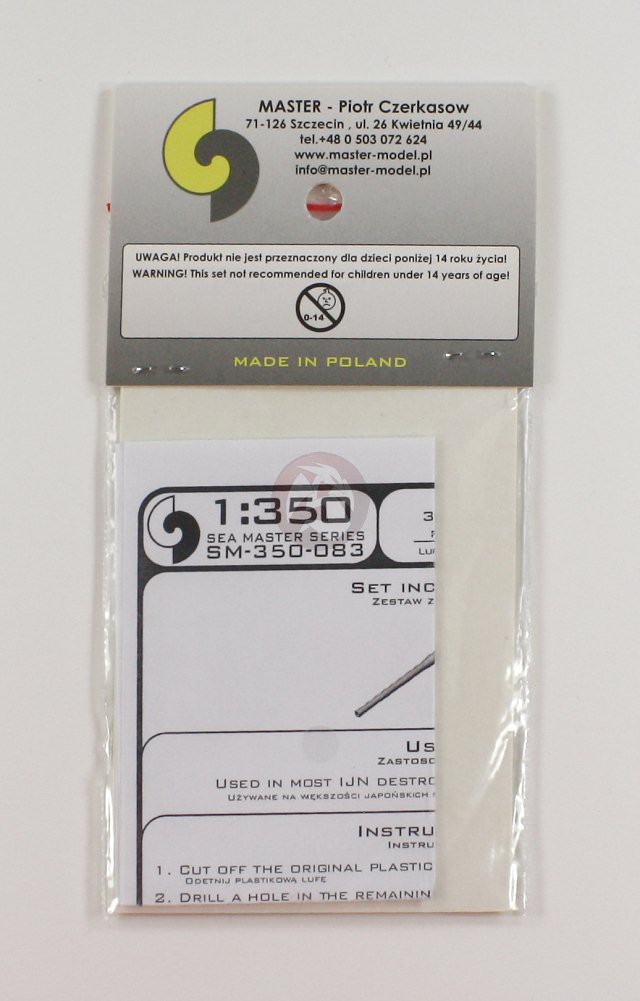 MASTER - Piotr Czerkasow
71-126 Szczecin , ul. 26 Kwietnia 49/44
tel.+48 0 503 072 624
www.master-model.pl
info@master-model.pl
UWAGA! Produkt nie jest przeznaczony dla dzieci poniżej 14 roku życia!
WARNING! This set not recommended for children under 14 years of age!
0-14
MADE IN POLAND
1:350
SEA MASTER SERIES
SM-350-083
3
LU
SET INC
ZESTAW Z
US
ZASTOSO
USED IN MOST IJN DESTRO
UŻYWANE NA WIĘKSZOŚCI JAPOŃSKICH
INSTRU
INSTRU
1. CUT OFF THE ORIGINAL PLASTIC
ODETNIJ PLASTIKOWĄ LUFĘ
2. DRILL A HOLE IN THE REMAININ